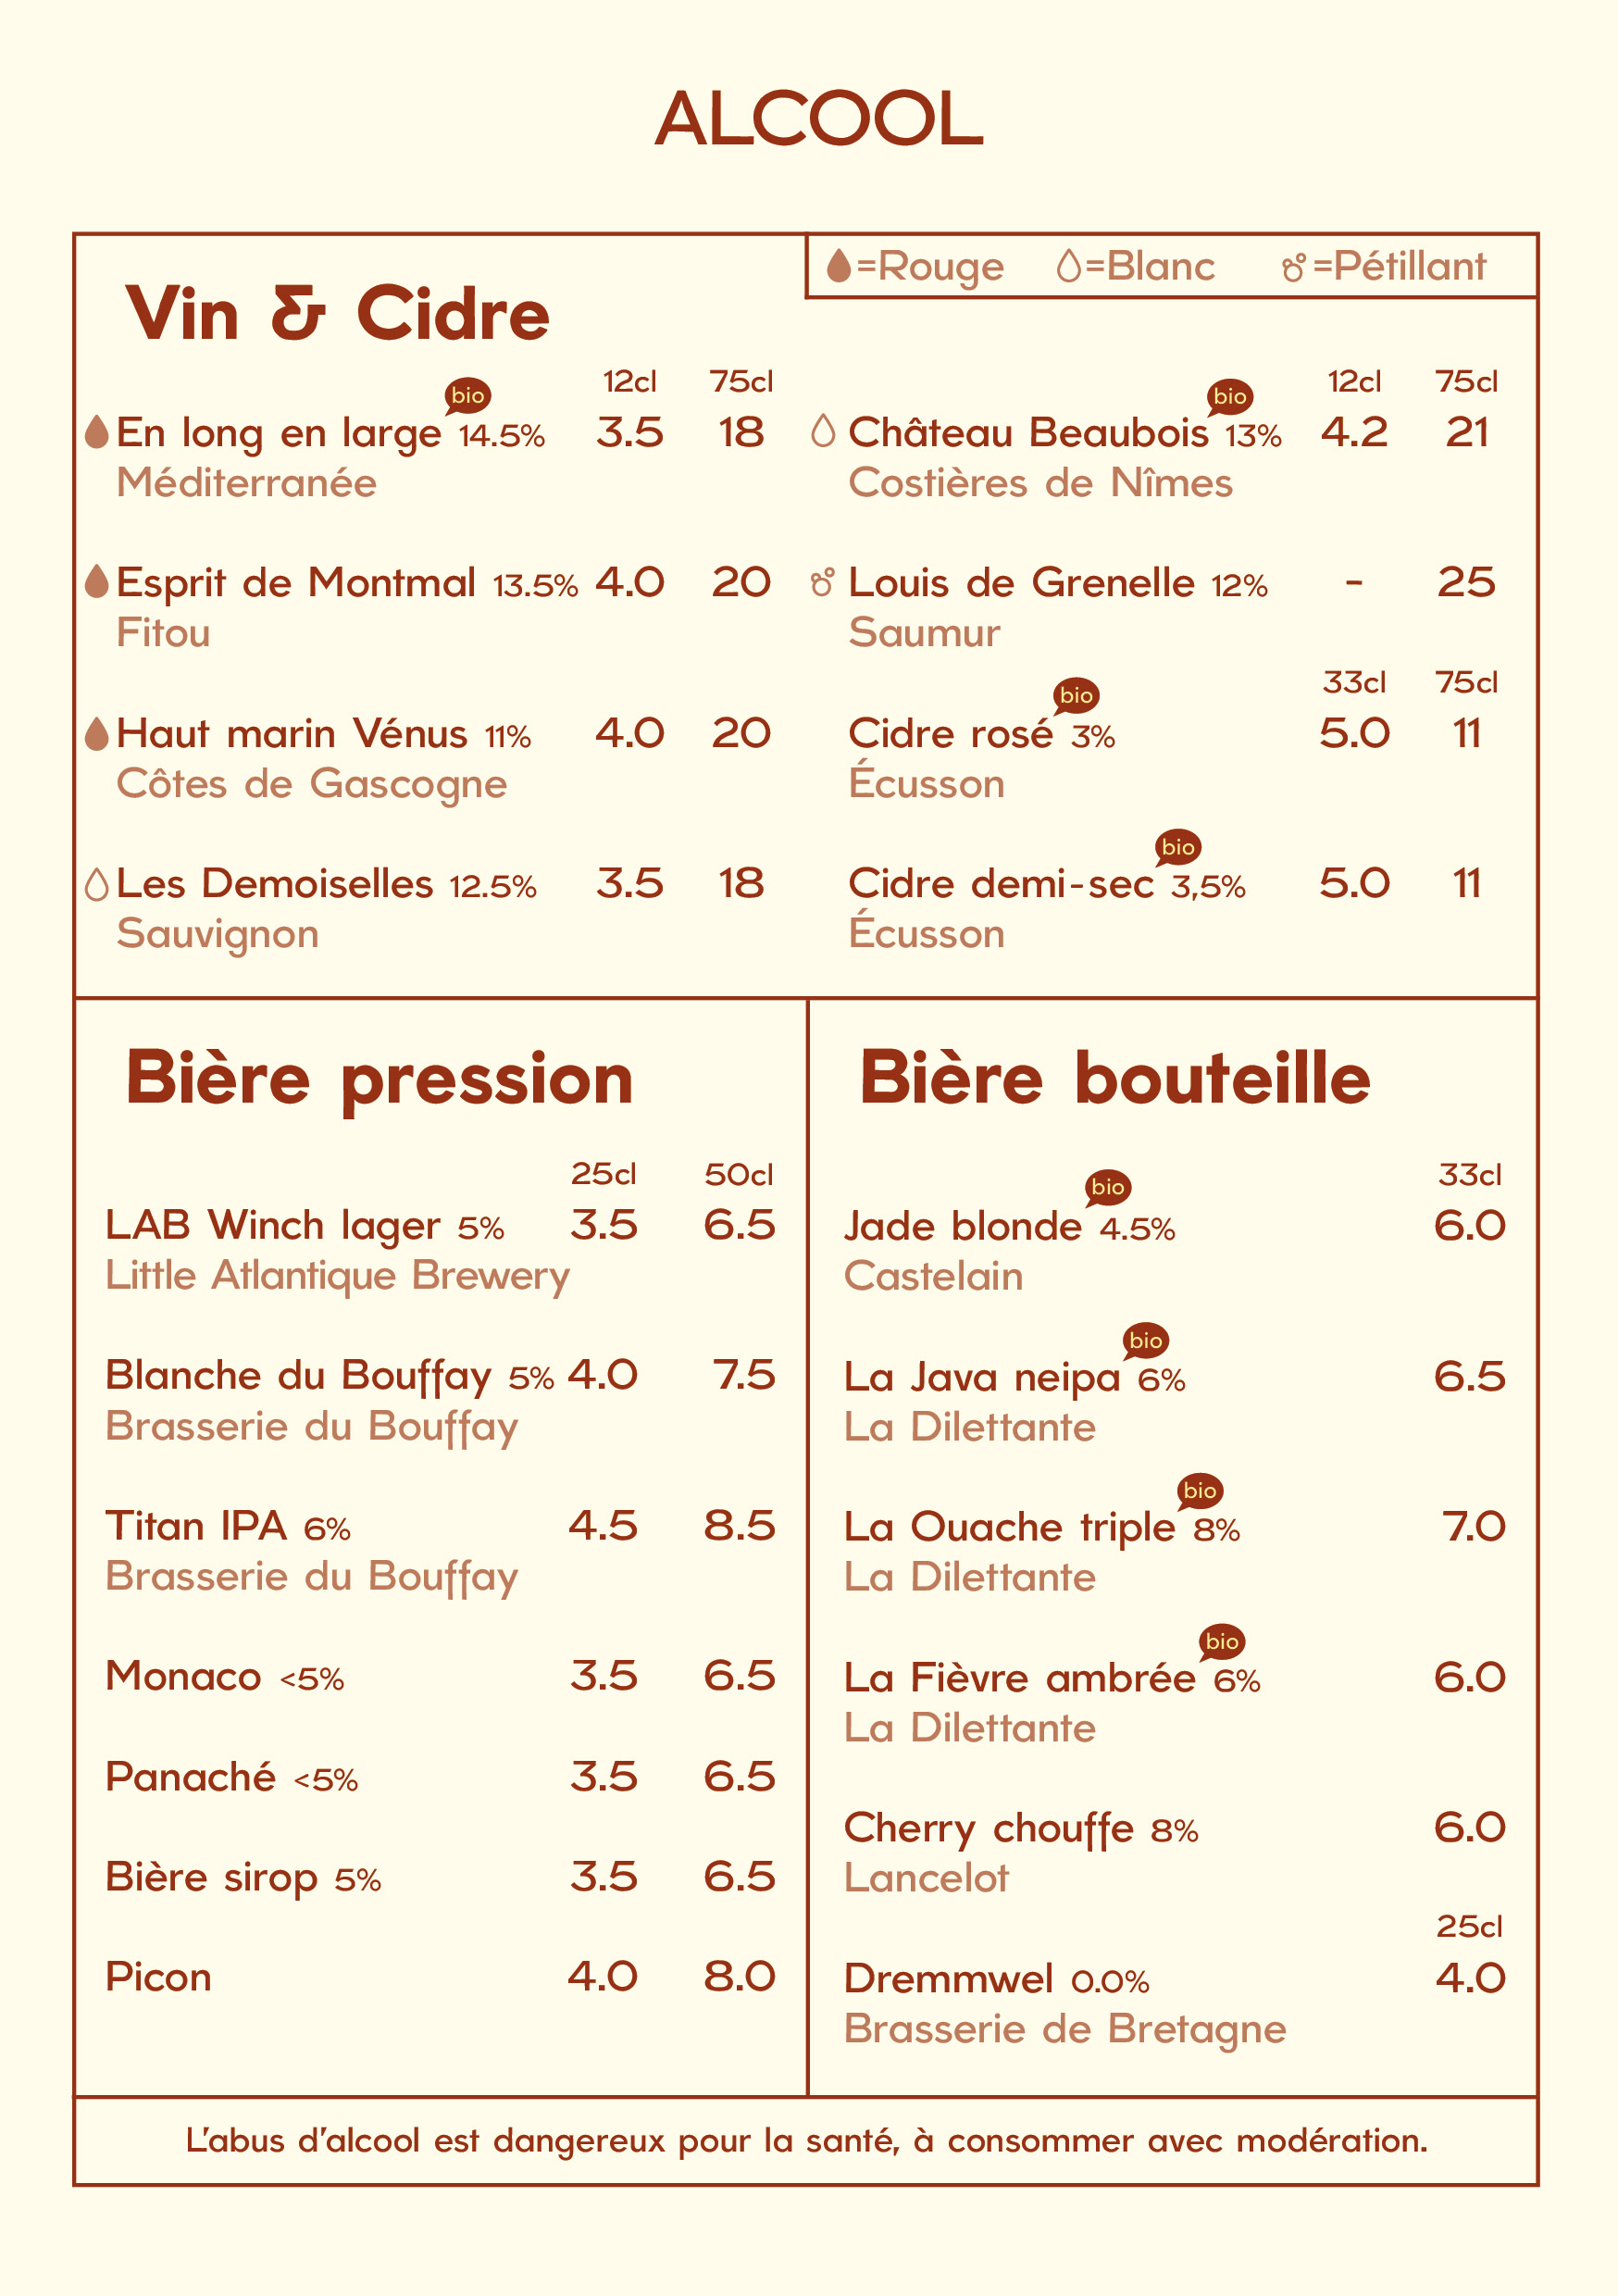 ALCOOL
=Rouge =Blanc =Pétillant
Vin & Cidre
12cl 75cl
bio
En long en large 14.5% 3.5 18
Méditerranée
Esprit de Montmal 13.5% 4.0 20
Fitou
Haut marin Vénus 11% 4.0 20
Côtes de Gascogne
Les Demoiselles 12.5% 3.5 18
Sauvignon
12cl 75cl
bio
Château Beaubois 13% 4.2 21
Costières de Nîmes
Louis de Grenelle 12% - 25
Saumur
33cl 75cl
bio
Cidre rosé 3% 5.0 11
Écusson
bio
Cidre demi-sec 3,5% 5.0 11
Écusson
Bière pression
25cl 50cl
LAB Winch lager 5% 3.5 6.5
Little Atlantique Brewery
Blanche du Bouffay 5% 4.0 7.5
Brasserie du Bouffay
Titan IPA 6% 4.5 8.5
Brasserie du Bouffay
Monaco <5% 3.5 6.5
Panaché <5% 3.5 6.5
Bière sirop 5% 3.5 6.5
Picon 4.0 8.0
Bière bouteille
33cl
bio
Jade blonde 4.5% 6.0
Castelain
bio
La Java neipa 6% 6.5
La Dilettante
bio
La Ouache triple 8% 7.0
La Dilettante
bio
La Fièvre ambrée 6% 6.0
La Dilettante
Cherry chouffe 8% 6.0
Lancelot
25cl
Dremmwel 0.0% 4.0
Brasserie de Bretagne
L'abus d'alcool est dangereux pour la santé, à consommer avec modération.